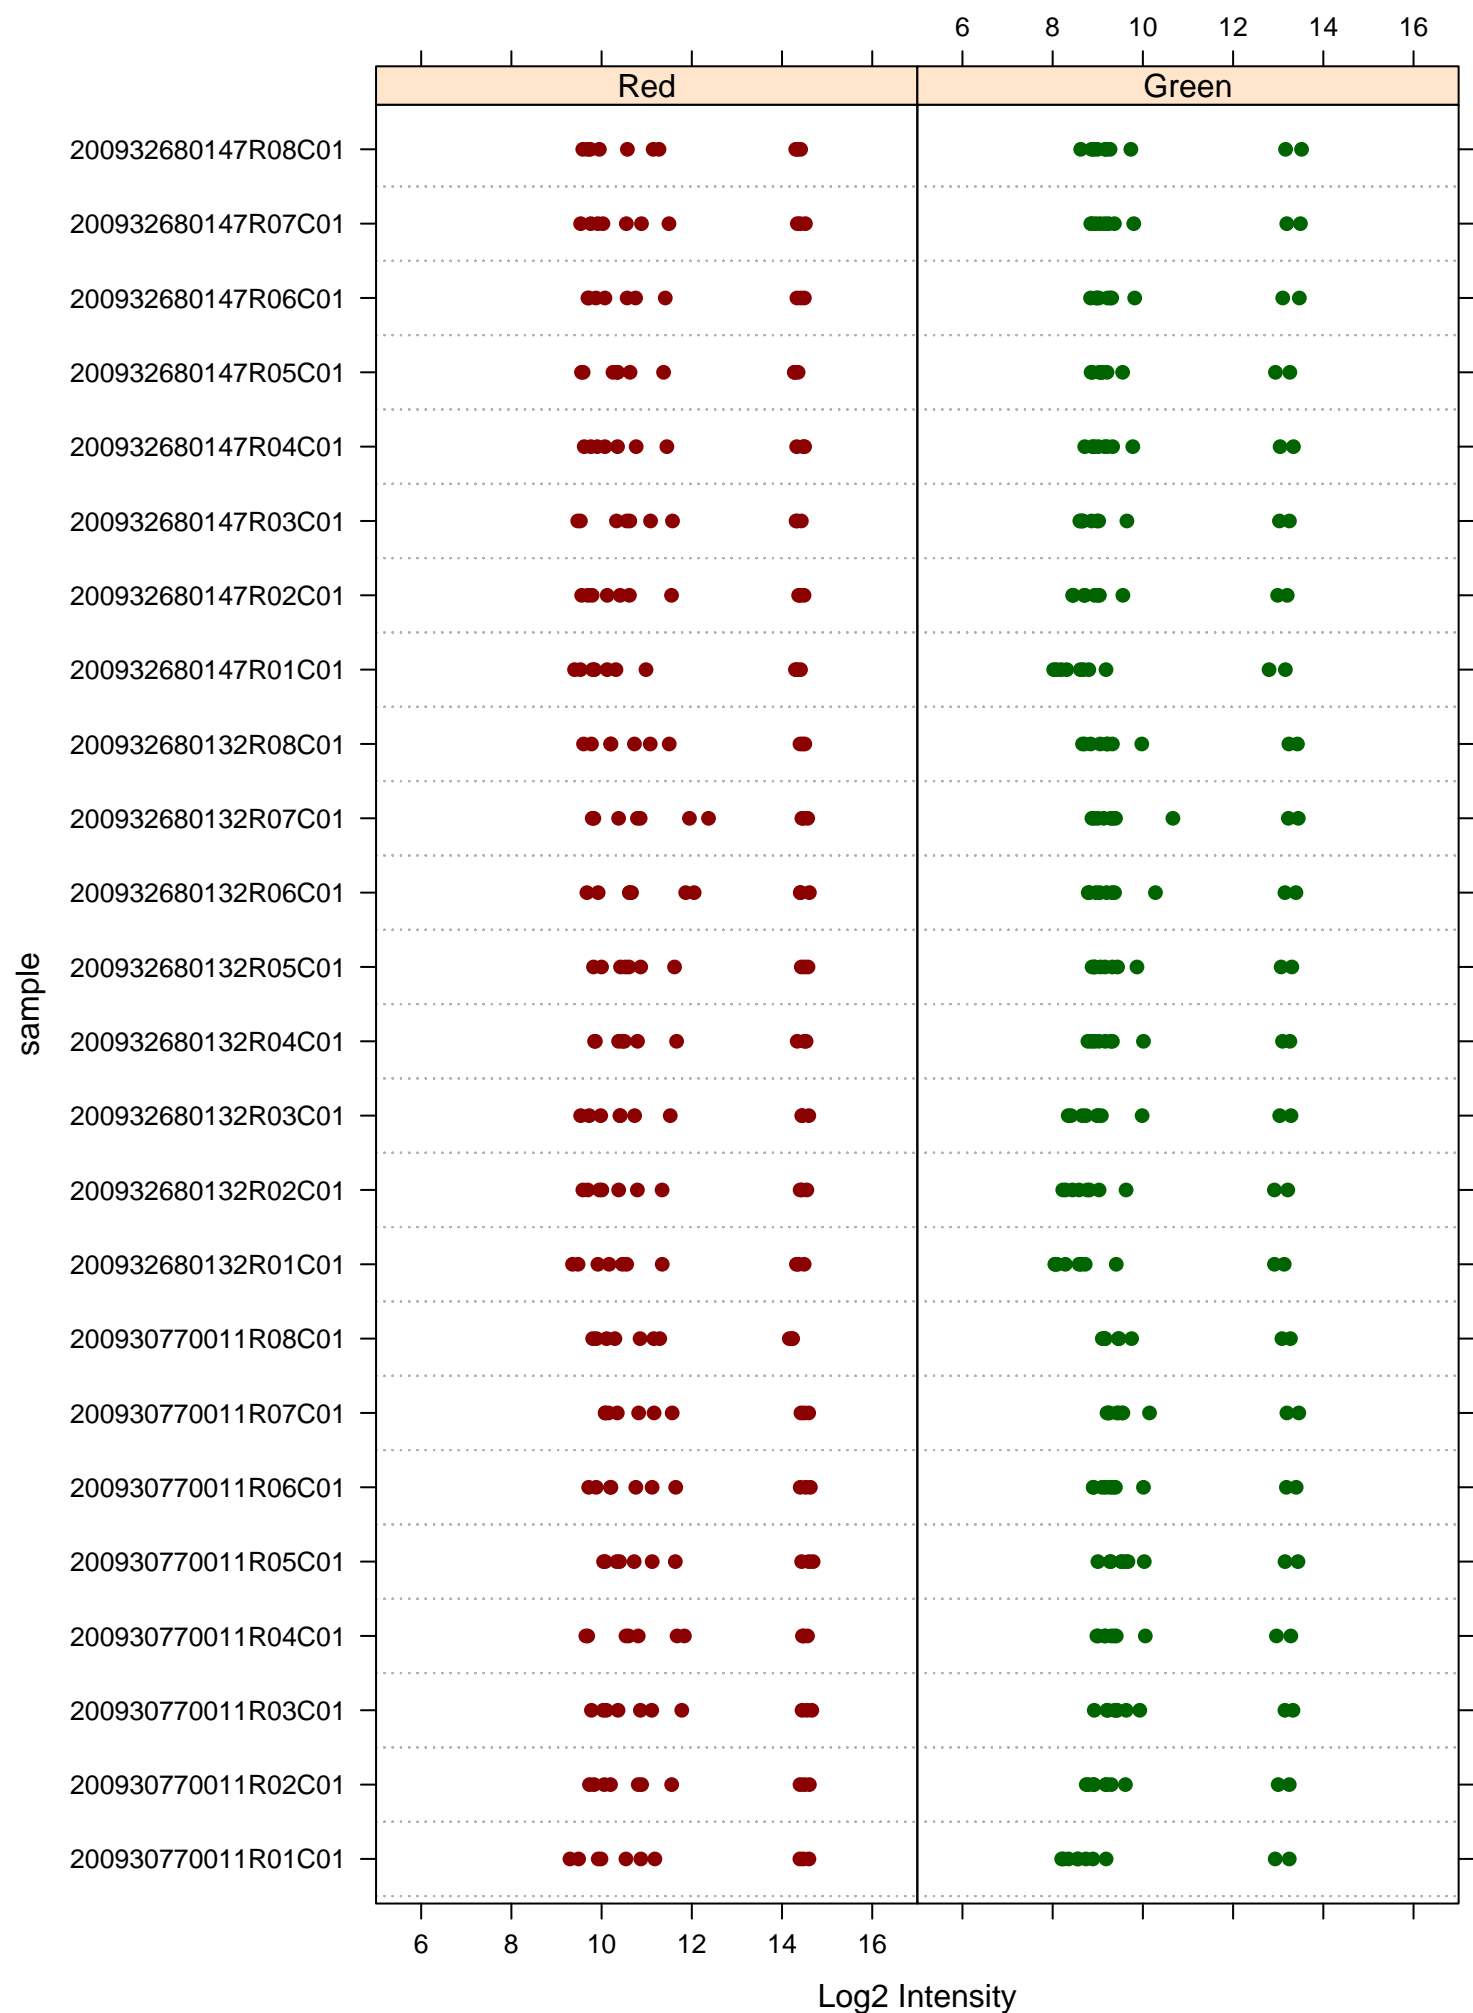 6 8 10 12 14 16
Red Green
200932680147R08C01
200932680147R07C01
200932680147R06C01
200932680147R05C01
200932680147R04C01
200932680147R03C01
200932680147R02C01
200932680147R01C01
200932680132R08C01
200932680132R07C01
200932680132R06C01
200932680132R05C01
200932680132R04C01
200932680132R03C01
200932680132R02C01
200932680132R01C01
200930770011R08C01
200930770011R07C01
200930770011R06C01
200930770011R05C01
200930770011R04C01
200930770011R03C01
200930770011R02C01
200930770011R01C01
sample
6 8 10 12 14 16
Log2 Intensity